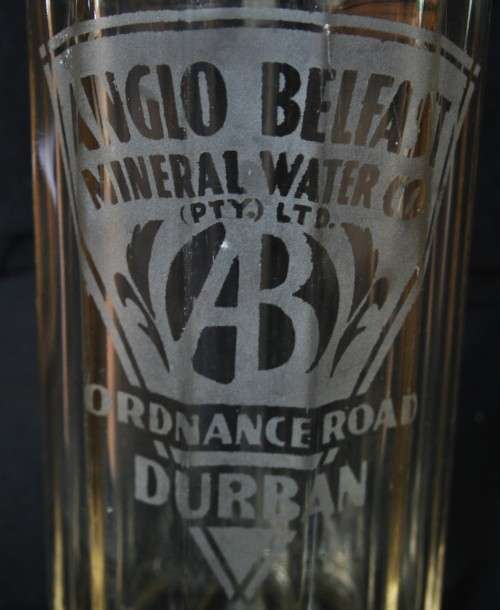 ANGLO BELFAST
MINERAL WATER CO.
(PTY.) LTD.
AB
ORDNANCE ROAD
DURBAN